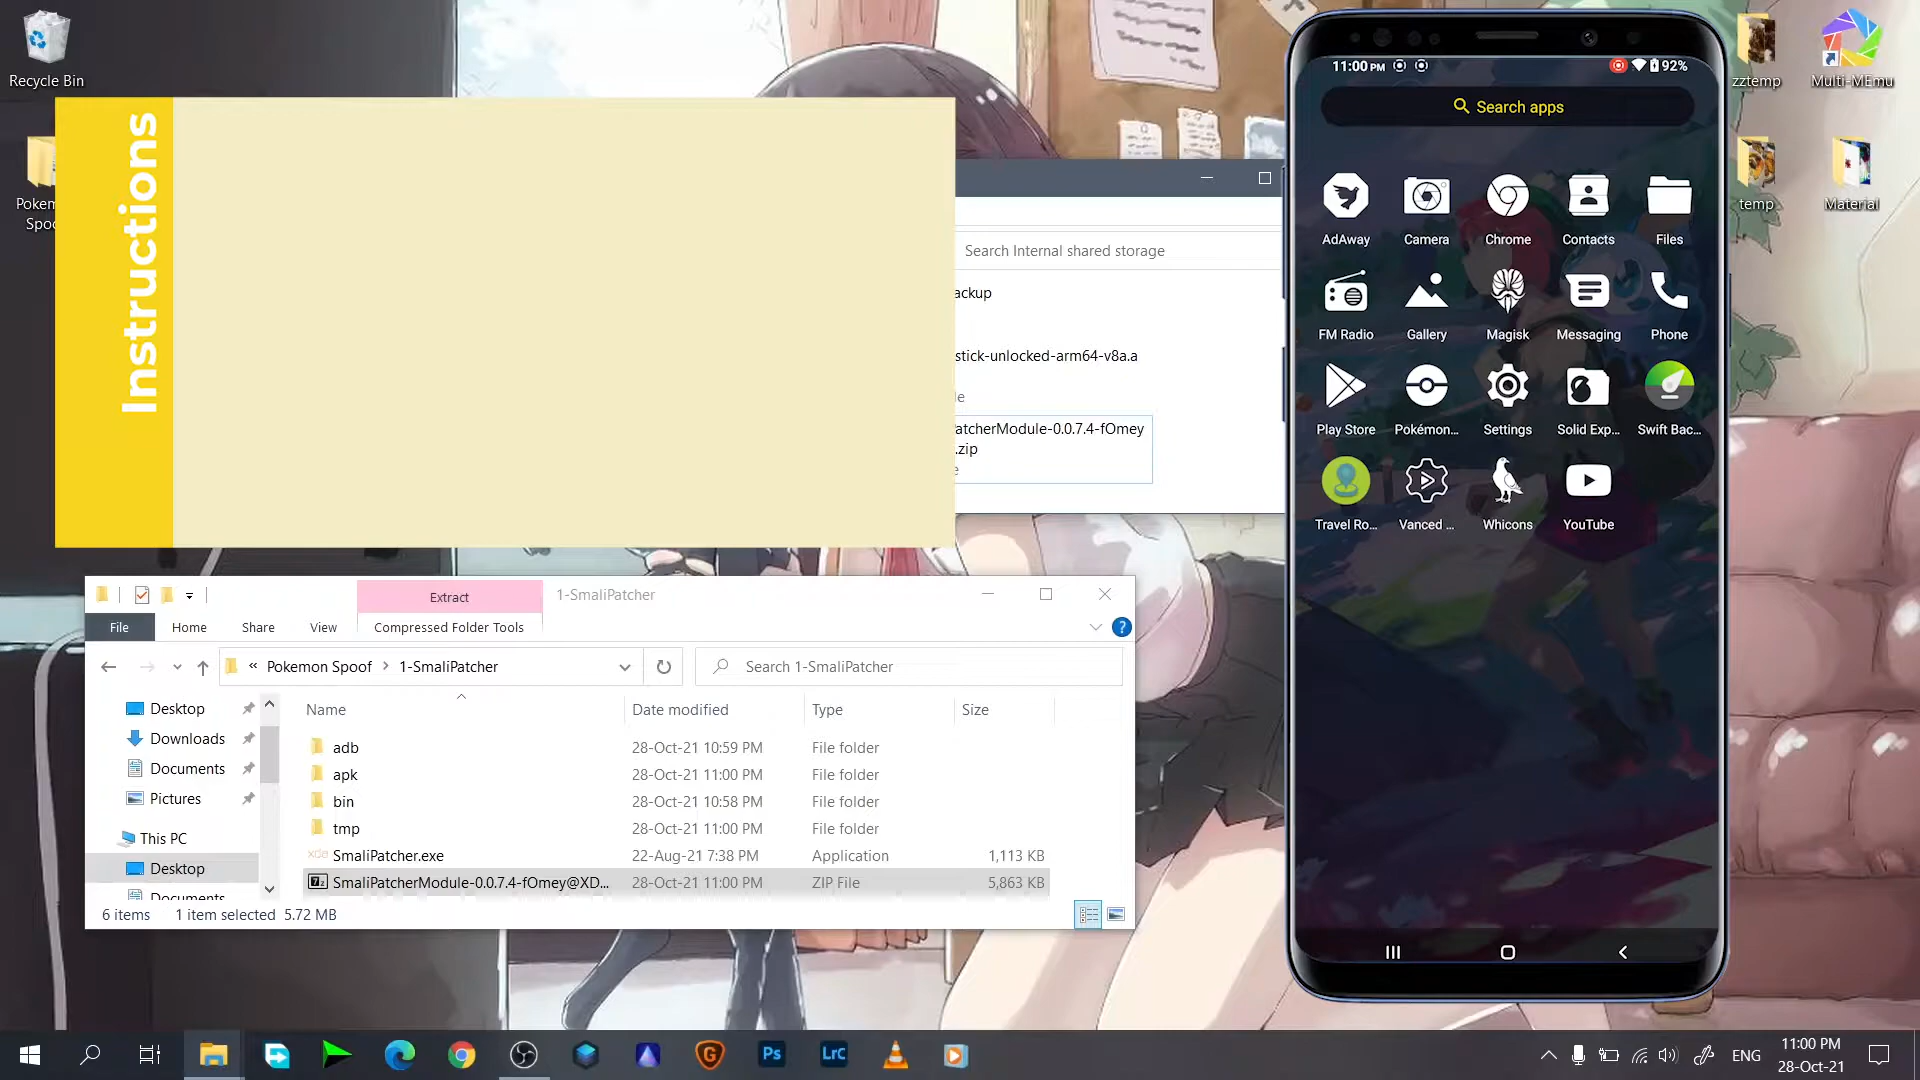 Recycle Bin
Pokem
Spoo
Instructions
Search Internal shared storage
ackup
stick-unlocked-arm64-v8a.a
le
atcherModule-0.0.7.4-fOmey
.zip
e
Extract
1-SmaliPatcher
File
Home
Share
View
Compressed Folder Tools
?
« Pokemon Spoof › 1-SmaliPatcher
Search 1-SmaliPatcher
Desktop
Downloads
Documents
Pictures
This PC
Desktop
Documents
Name
Date modified
Type
Size
adb 28-Oct-21 10:59 PM File folder
apk 28-Oct-21 11:00 PM File folder
bin 28-Oct-21 10:58 PM File folder
tmp 28-Oct-21 11:00 PM File folder
SmaliPatcher.exe 22-Aug-21 7:38 PM Application 1,113 KB
SmaliPatcherModule-0.0.7.4-fOmey@XD... 28-Oct-21 11:00 PM ZIP File 5,863 KB
6 items 1 item selected 5.72 MB
11:00 PM
92%
Search apps
AdAway
Camera
Chrome
Contacts
Files
FM Radio
Gallery
Magisk
Messaging
Phone
Play Store
Pokémon...
Settings
Solid Exp...
Swift Bac...
Travel Ro...
Vanced ...
Whicons
YouTube
zztemp
Multi-MEmu
temp
Material
Ps
LrC
ENG
11:00 PM
28-Oct-21